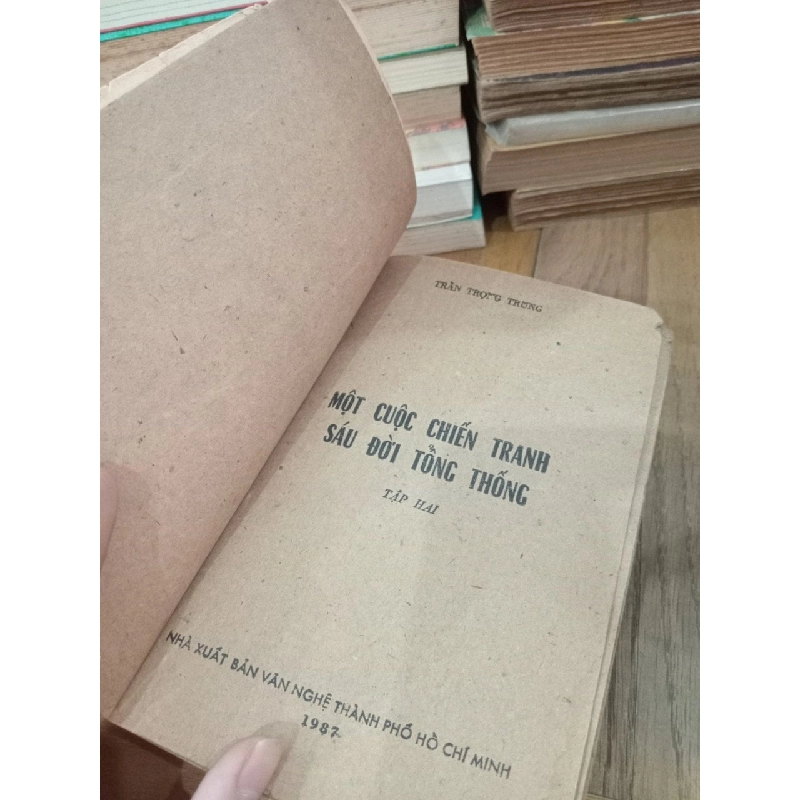 TRẦN TRỌNG TRUNG
MỘT CUỘC CHIẾN TRANH
SÁU ĐỜI TỔNG THỐNG
TẬP HAI
NHÀ XUẤT BẢN VĂN NGHỆ THÀNH PHỐ HỒ CHÍ MINH
1987